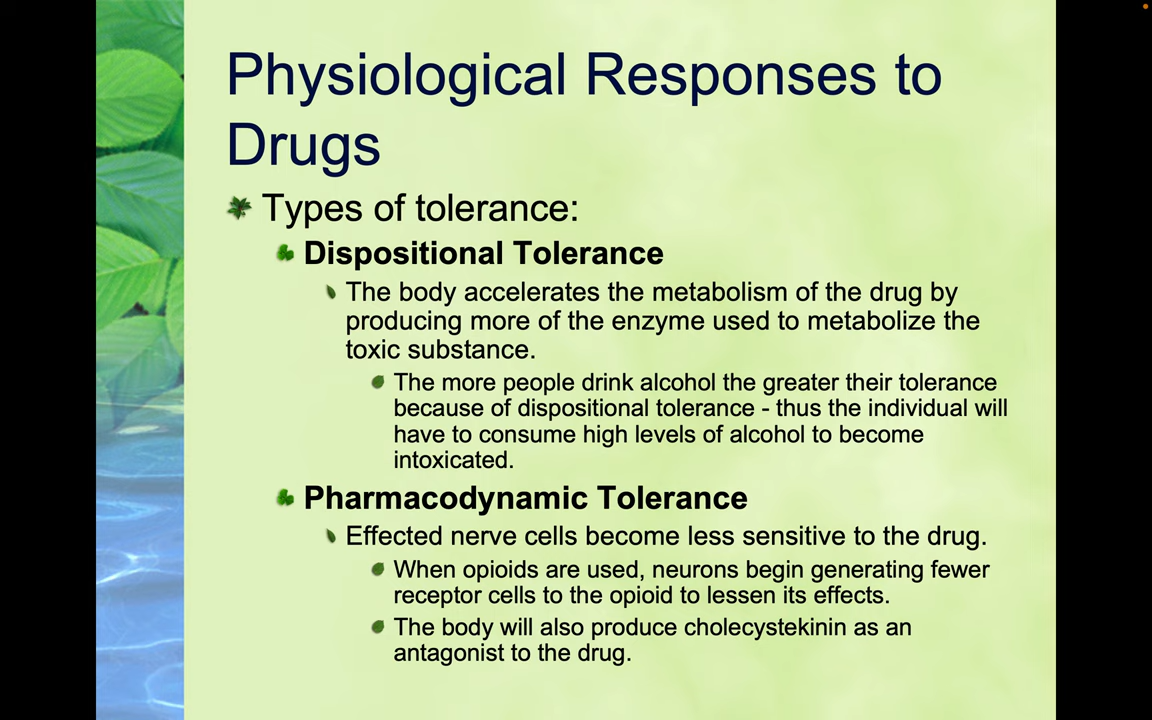 Physiological Responses to
Drugs
Types of tolerance:
Dispositional Tolerance
The body accelerates the metabolism of the drug by
producing more of the enzyme used to metabolize the
toxic substance.
The more people drink alcohol the greater their tolerance
because of dispositional tolerance - thus the individual will
have to consume high levels of alcohol to become
intoxicated.
Pharmacodynamic Tolerance
Effected nerve cells become less sensitive to the drug.
When opioids are used, neurons begin generating fewer
receptor cells to the opioid to lessen its effects.
The body will also produce cholecystekinin as an
antagonist to the drug.